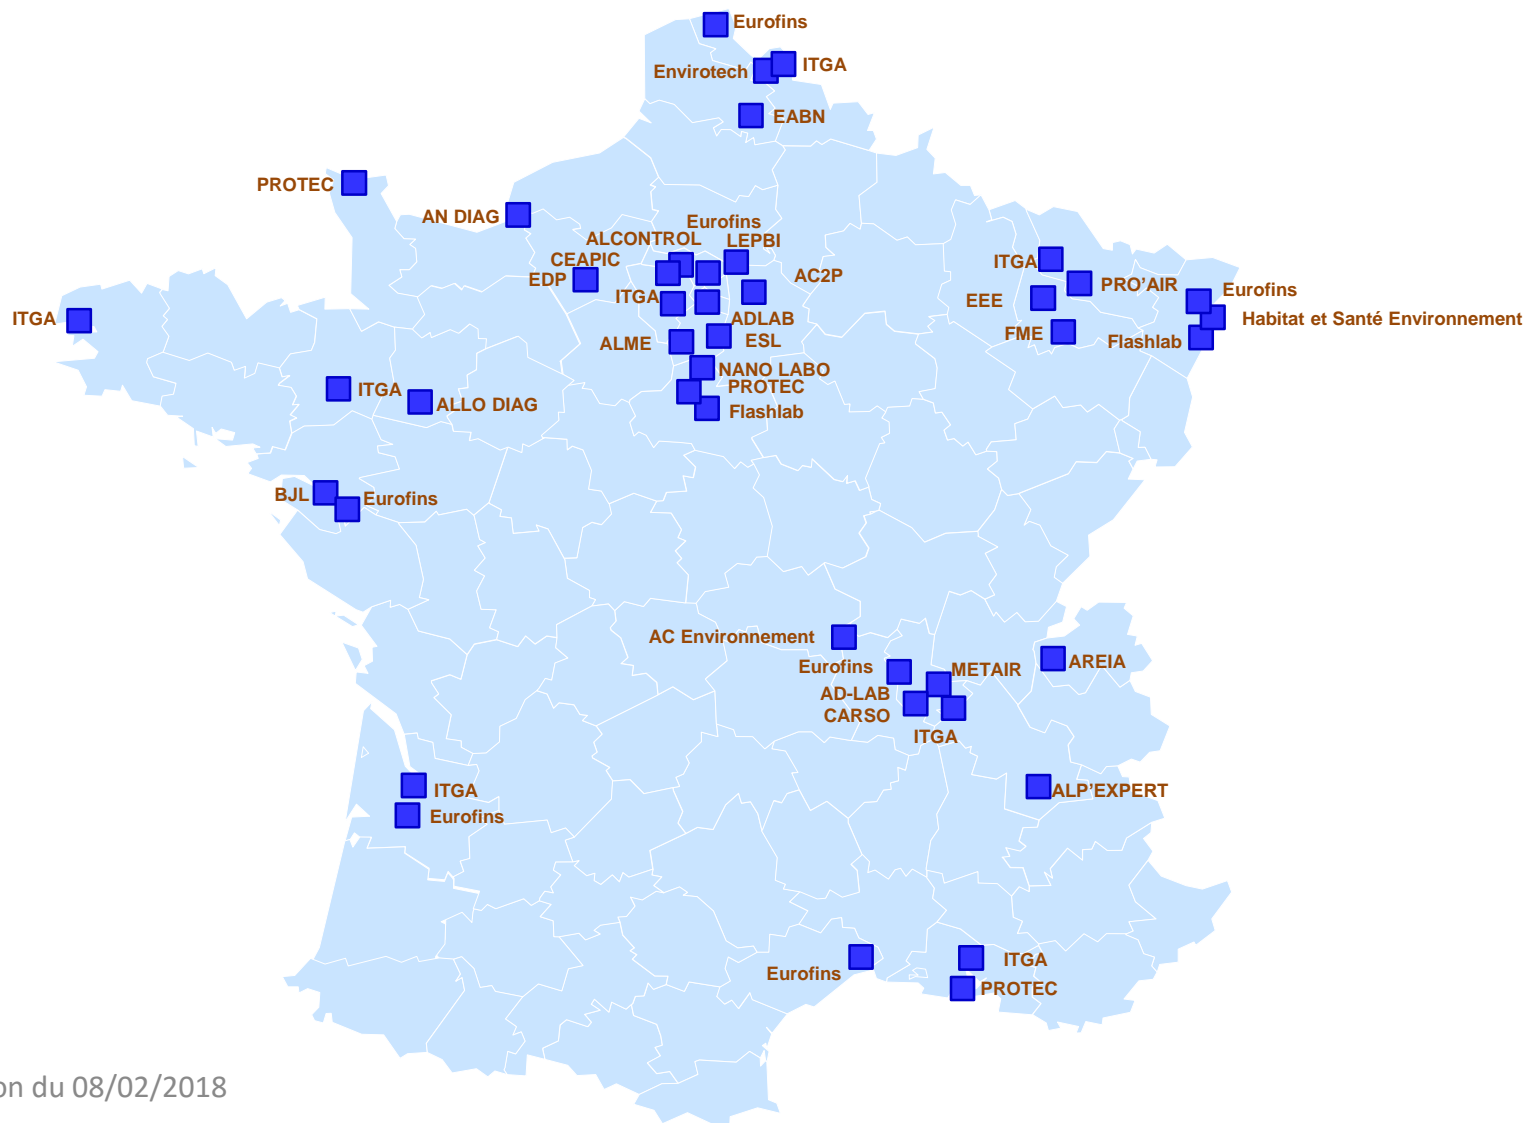 Eurofins
ITGA
Envirotech
EABN
PROTEC
AN DIAG
Eurofins
ALCONTROL
LEPBI
CEAPIC
EDP
AC2P
ITGA
ADLAB
ESL
ALME
NANO LABO
PROTEC
Flashlab
ITGA
PRO’AIR
EEE
FME
Eurofins
Habitat et Santé Environnement
Flashlab
ITGA
ITGA
ALLO DIAG
BJL
Eurofins
AC Environnement
Eurofins
METAIR
AREIA
AD-LAB
CARSO
ITGA
ITGA
Eurofins
ALP’EXPERT
ITGA
Eurofins
PROTEC
on du 08/02/2018